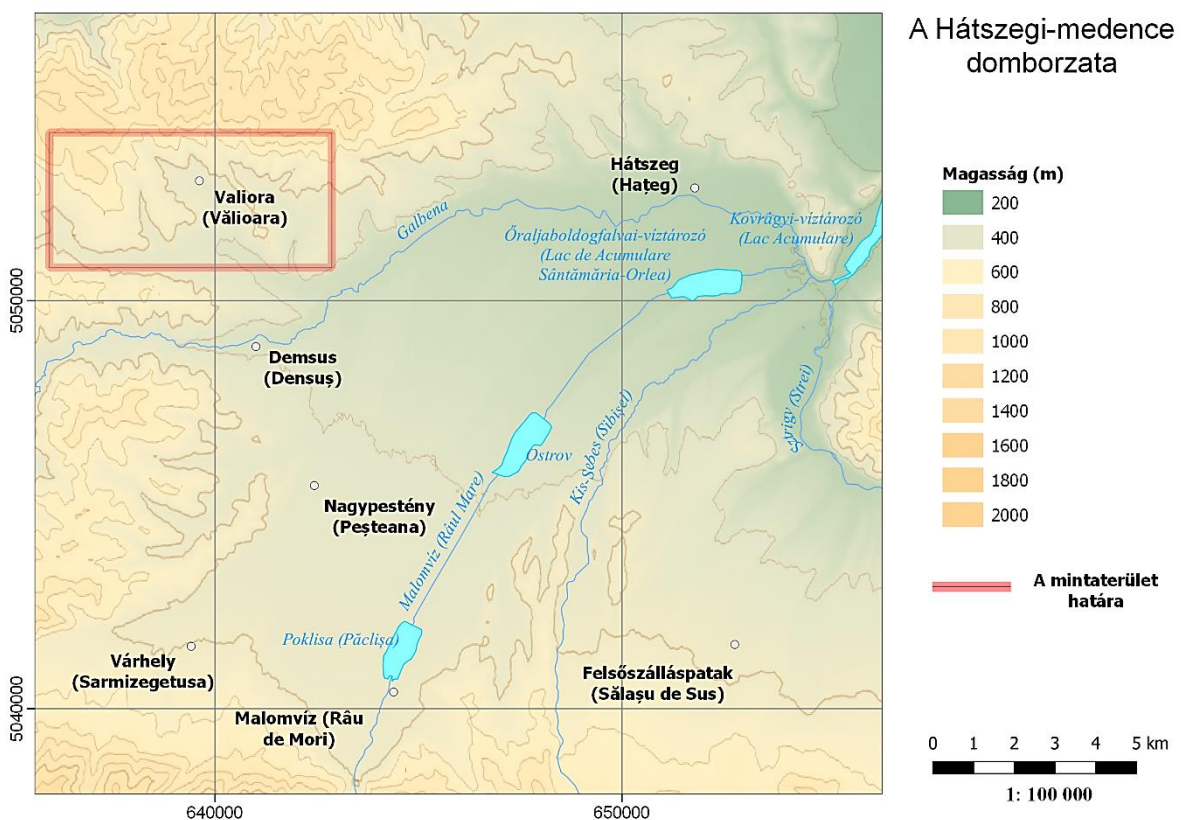 A Hátszegi-medence
domborzata
Hátszeg
(Hațeg)
Valiora
(Vălioara)
Galbena
Kovrágyi-víztározó
(Lac Acumulare)
Őraljaboldogfalvai-víztározó
(Lac de Acumulare
Sântămăria-Orlea)
Demsus
(Densuș)
Sztrigy (Strei)
Ostrov
Kis-Sebes (Sibișel)
Nagypestény
(Peșteana)
Malomvíz (Râul Mare)
Poklisa (Păclișa)
Várhely
(Sarmizegetusa)
Felsőszálláspatak
(Sălașu de Sus)
Malomvíz (Râu
de Mori)
5050000
5040000
640000
650000
Magasság (m)
200
400
600
800
1000
1200
1400
1600
1800
2000
A mintaterület
határa
0 1 2 3 4 5 km
1: 100 000